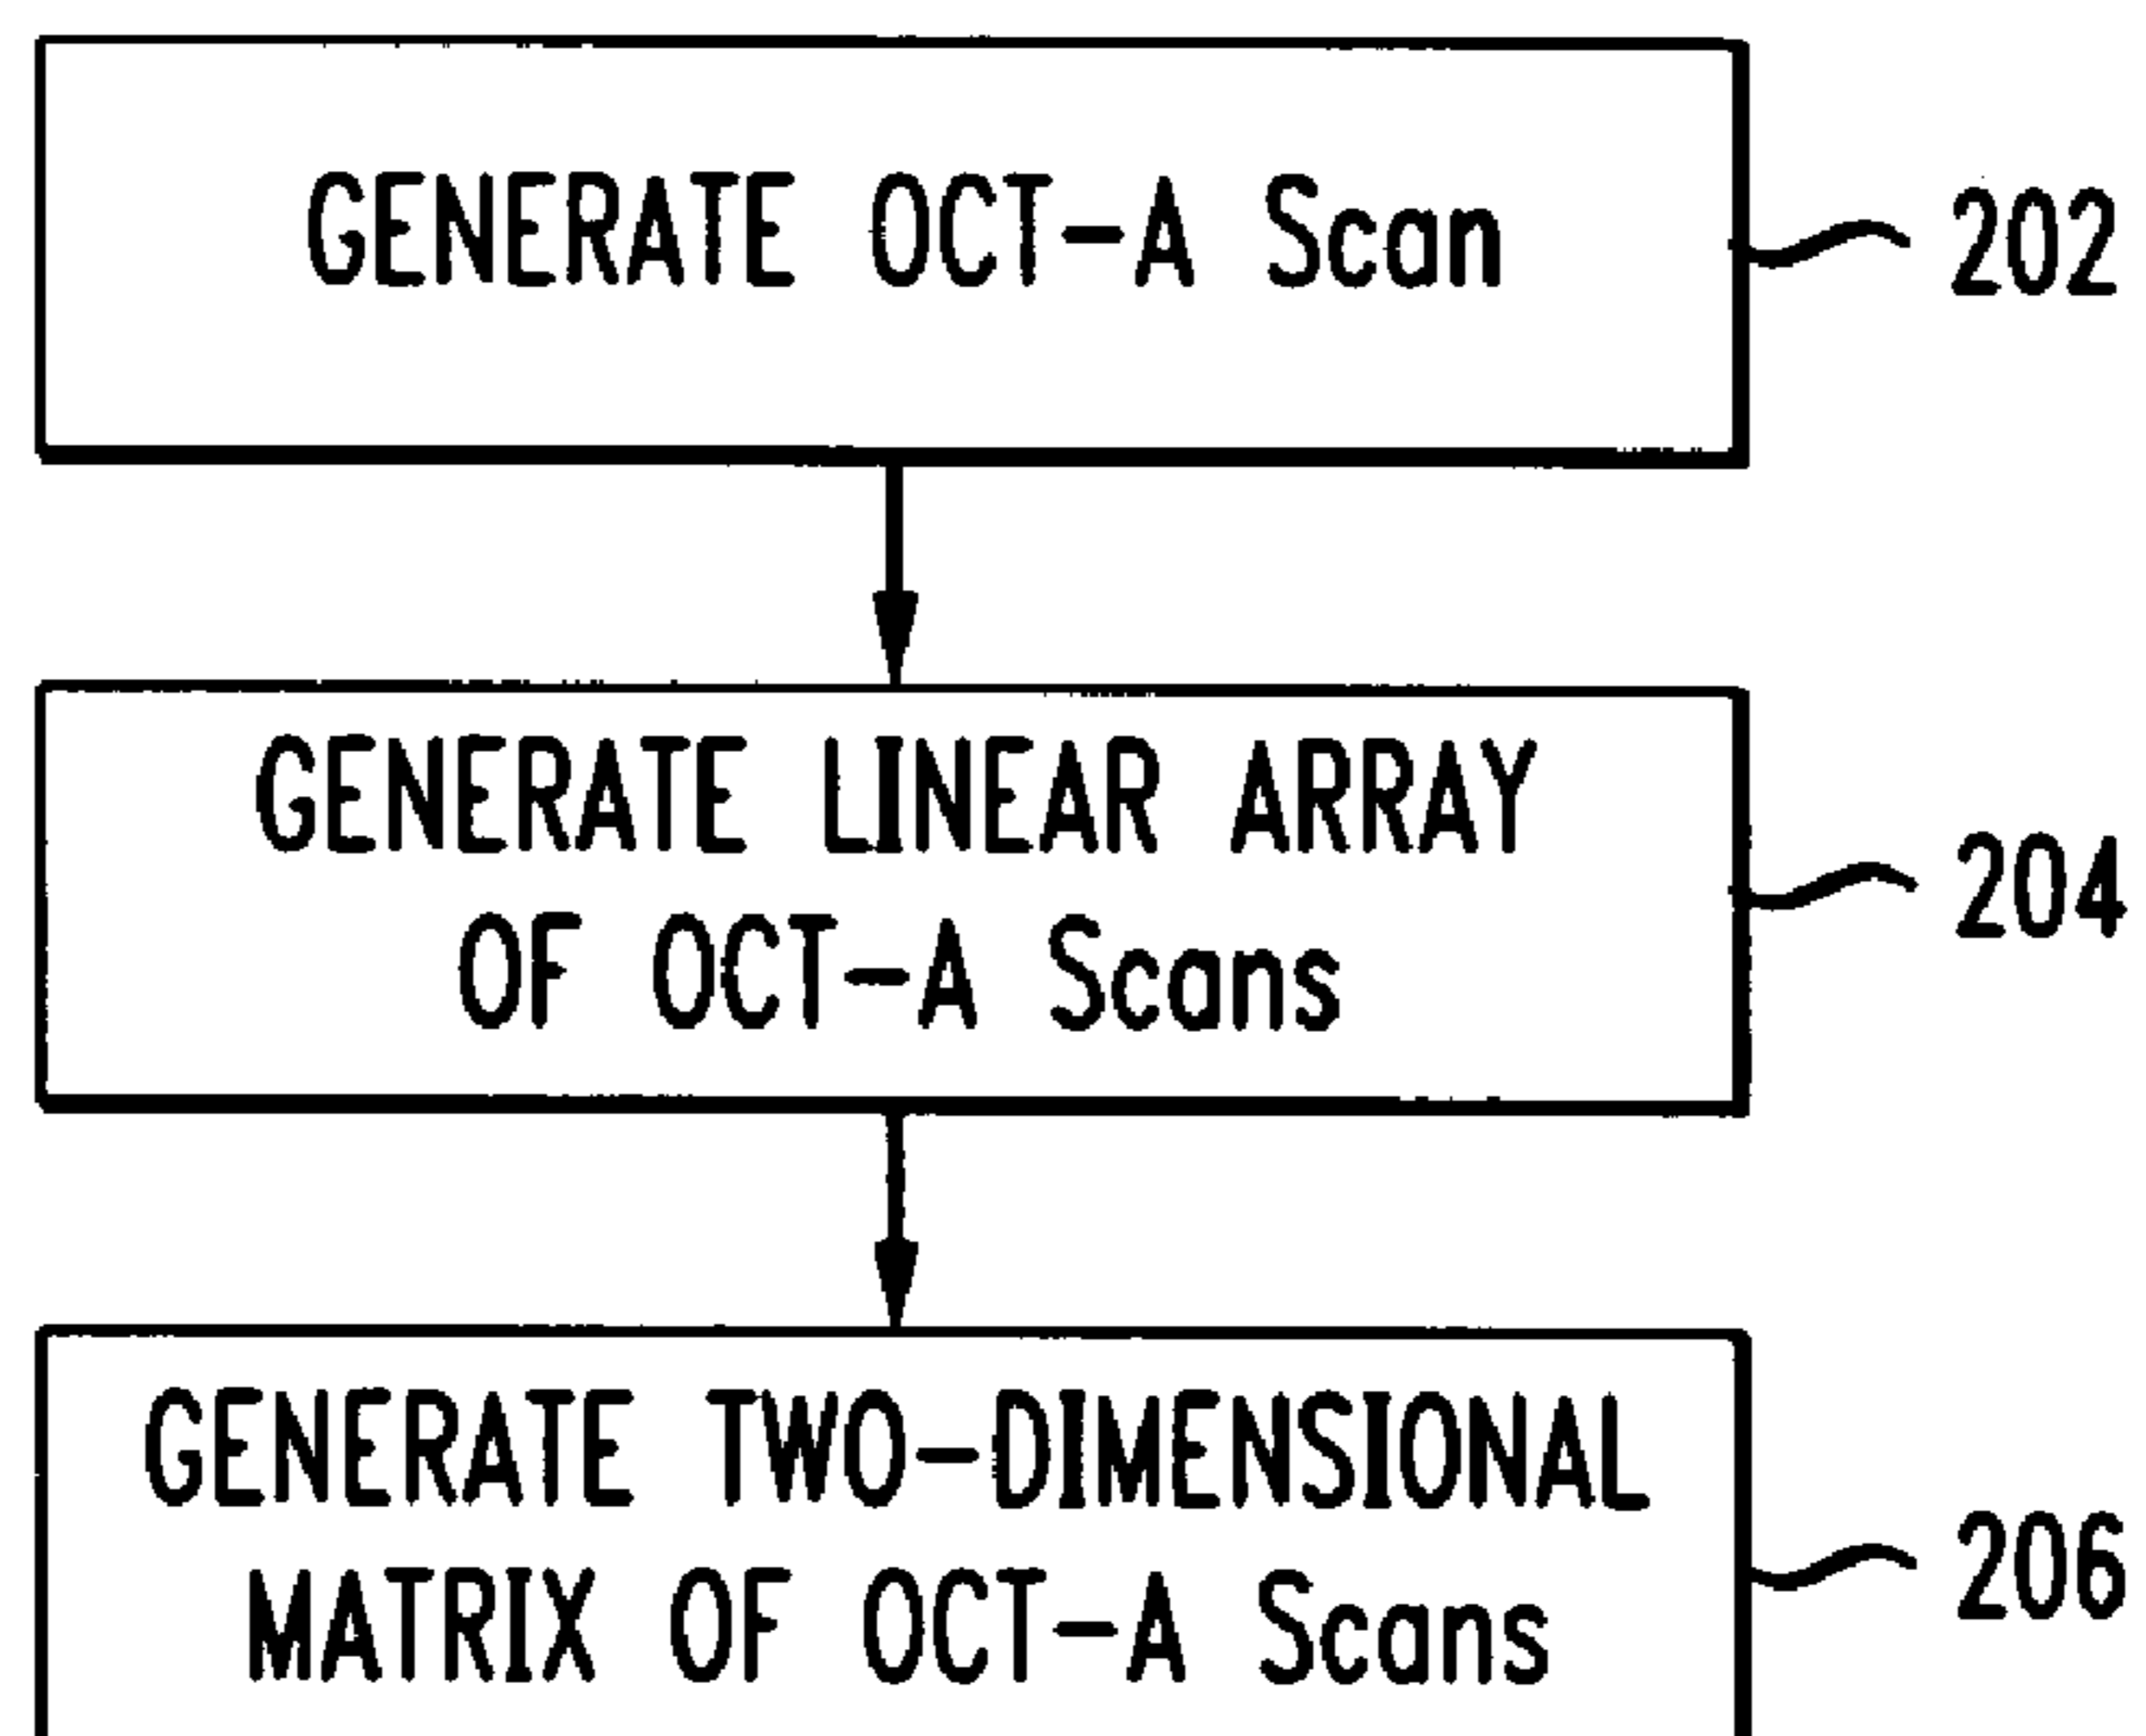 GENERATE OCT-A Scan
202
GENERATE LINEAR ARRAY
OF OCT-A Scans
204
GENERATE TWO-DIMENSIONAL
MATRIX OF OCT-A Scans
206